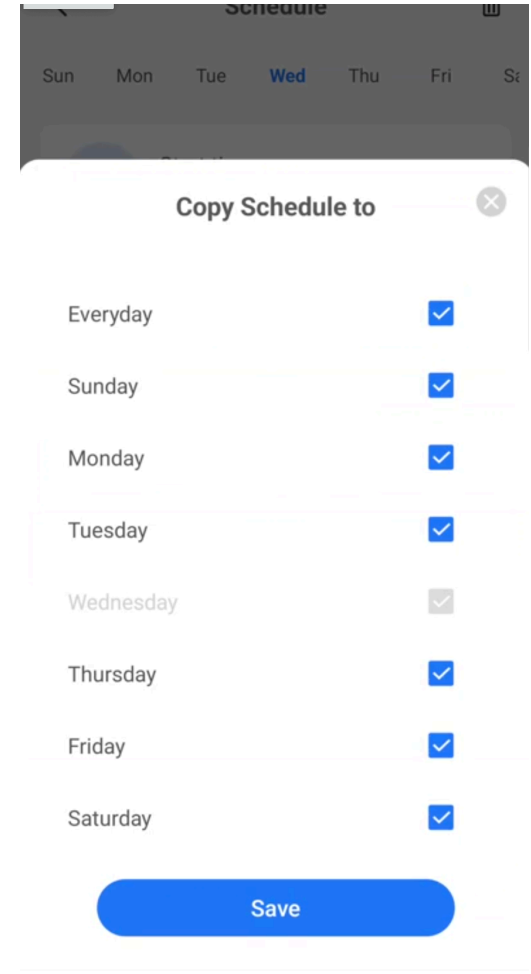 Schedule
Sun Mon Tue Wed Thu Fri
Copy Schedule to
Everyday
Sunday
Monday
Tuesday
Wednesday
Thursday
Friday
Saturday
Save